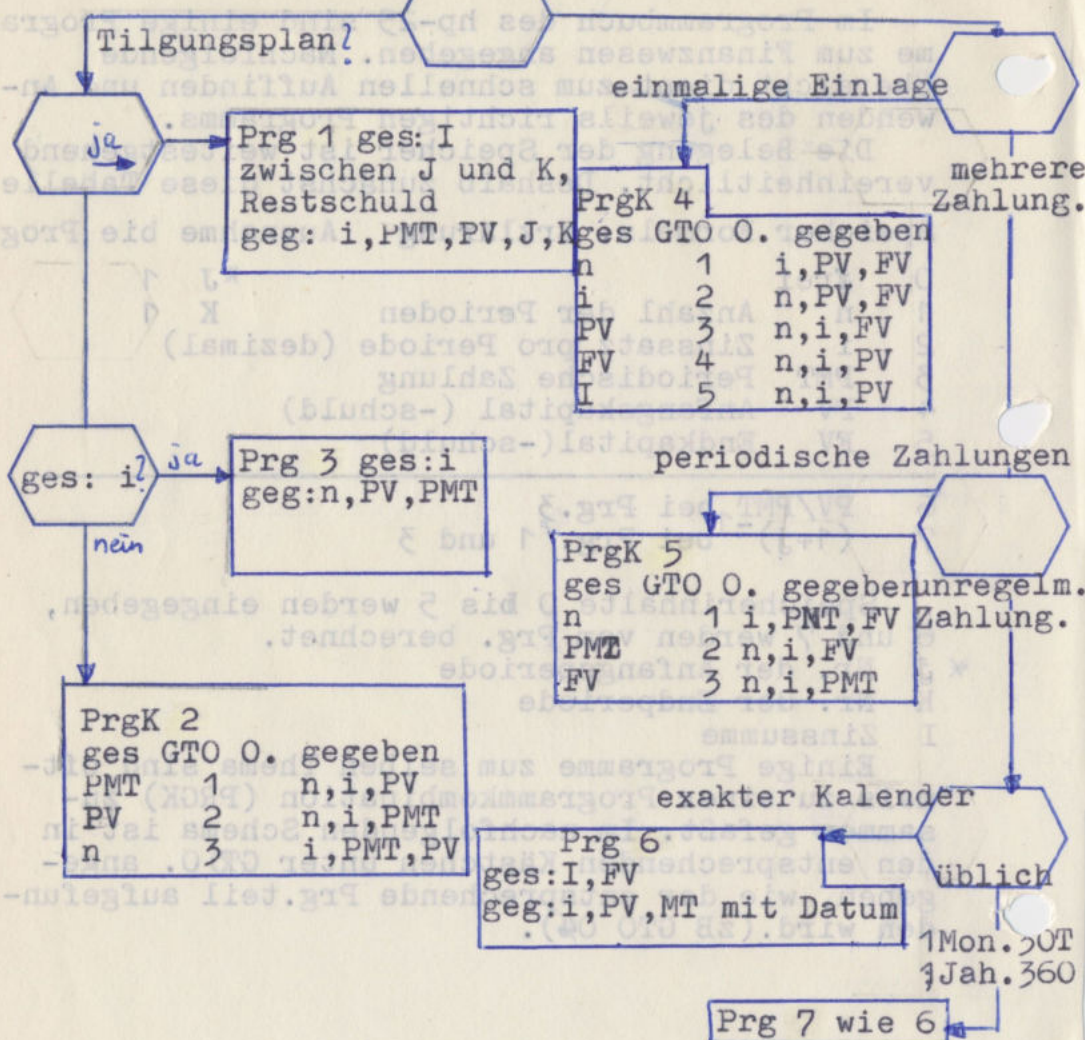 Tilgungsplan?
ja
Prg 1 ges:I
zwischen J und K,
Restschuld
geg: i,PMT,PV,J,K
einmalige Einlage
mehrere
Zahlung.
PrgK 4
ges GTO O. gegeben
n 1 i,PV,FV
i 2 n,PV,FV
PV 3 n,i,FV
FV 4 n,i,PV
I 5 n,i,PV
ges: i?
ja
nein
Prg 3 ges:i
geg:n,PV,PMT
periodische Zahlungen
PrgK 5
ges GTO O. gegeben
n 1 i,PMT,FV
PMT 2 n,i,FV
FV 3 n,i,PMT
unregelm.
Zahlung.
PrgK 2
ges GTO O. gegeben
PMT 1 n,i,PV
PV 2 n,i,PMT
n 3 i,PMT,PV
exakter Kalender
Prg 6
ges:I,FV
geg:i,PV,MT mit Datum
üblich
1Mon.30T
1Jah.360
Prg 7 wie 6